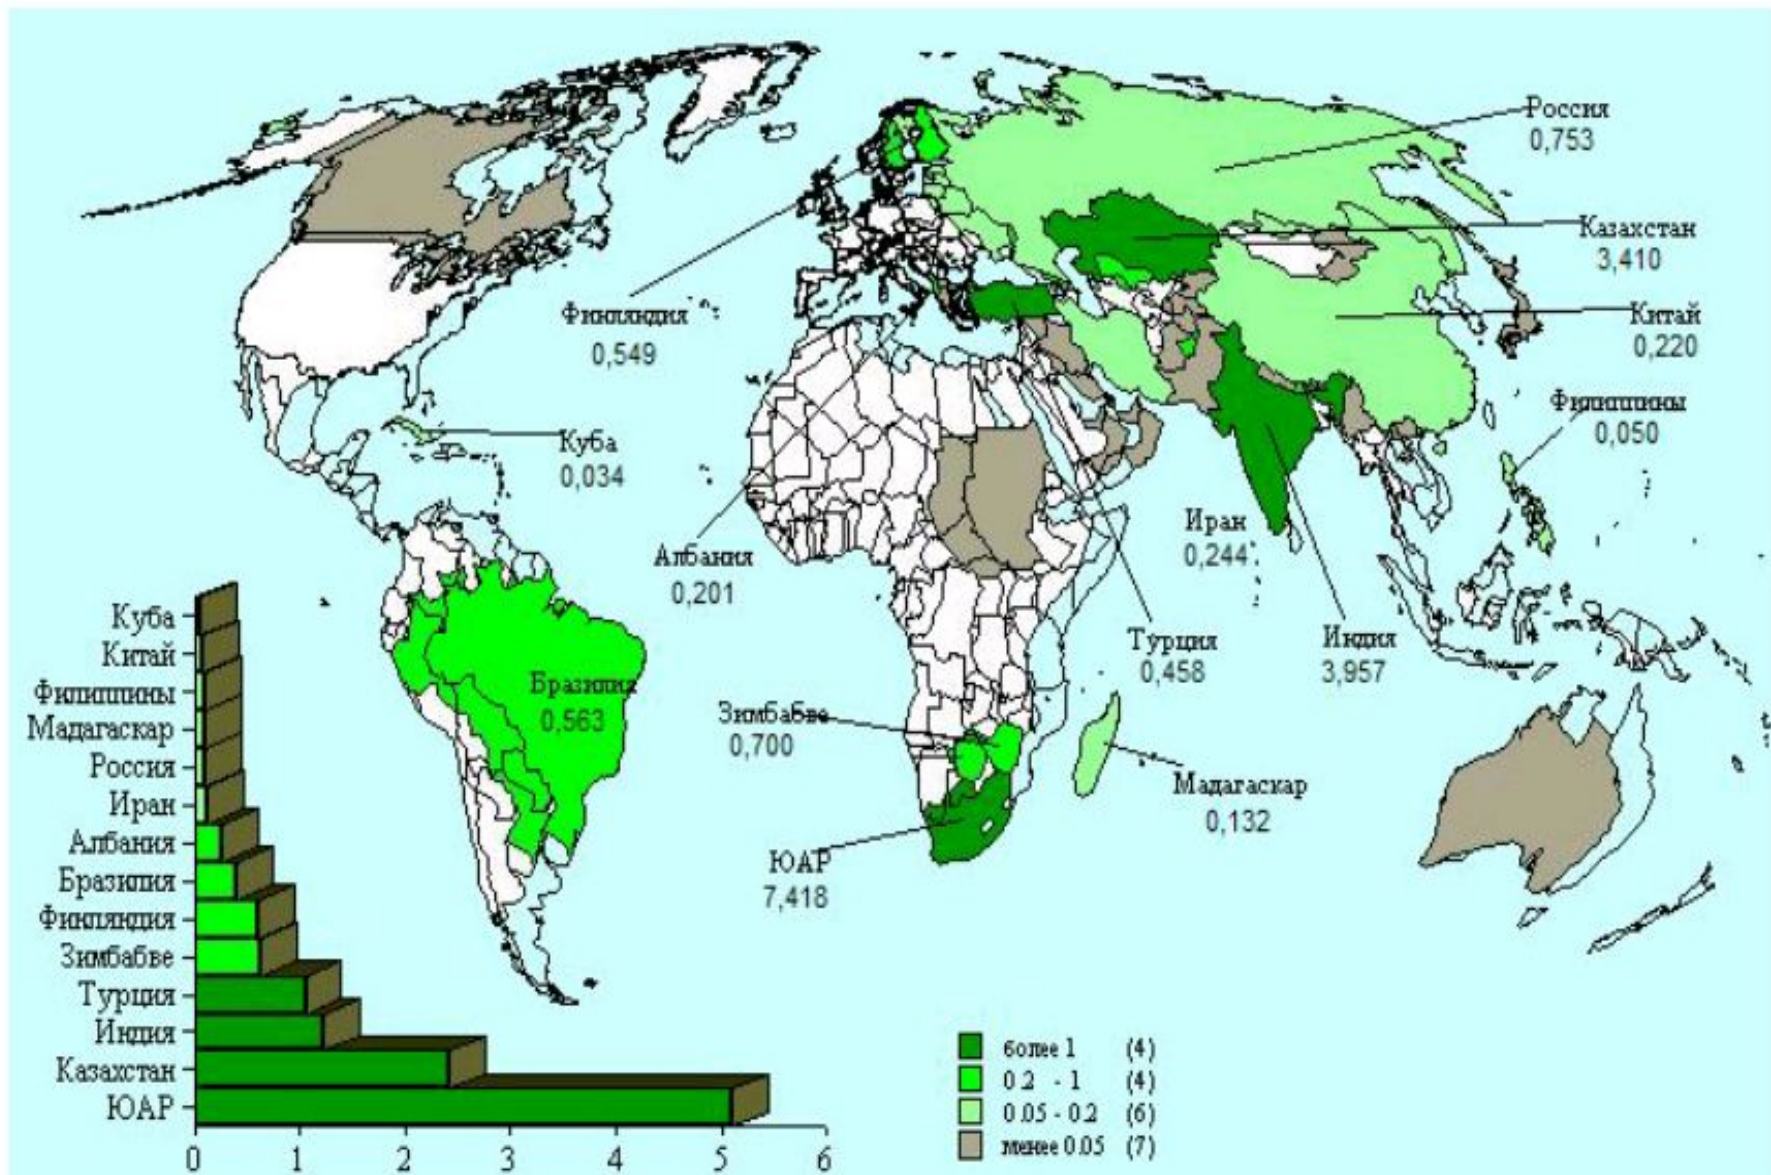 Россия
0,753
Казахстан
3,410
Китай
0,220
Филиппины
0,050
Финляндия
0,549
Куба
0,034
Албания
0,201
Иран
0,244
Турция
0,458
Индия
3,957
Бразилия
0,563
Зимбабве
0,700
Мадагаскар
0,132
ЮАР
7,418
Куба
Китай
Филиппины
Мадагаскар
Россия
Иран
Албания
Бразилия
Финляндия
Зимбабве
Турция
Индия
Казахстан
ЮАР
0 1 2 3 4 5 6
более 1 (4)
0.2 - 1 (4)
0.05 - 0.2 (6)
менее 0.05 (7)